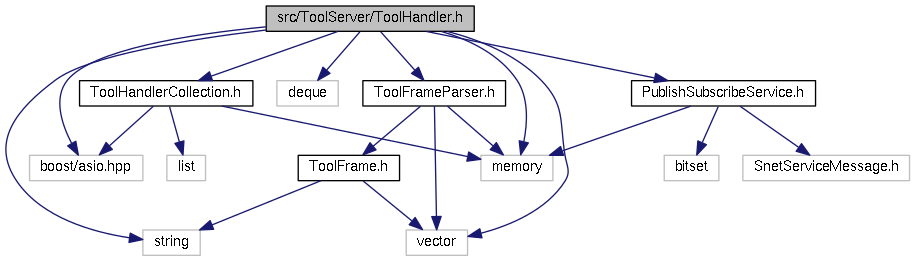 src/ToolServer/ToolHandler.h
ToolHandlerCollection.h
deque
ToolFrameParser.h
PublishSubscribeService.h
boost/asio.hpp
list
ToolFrame.h
memory
bitset
SnetServiceMessage.h
string
vector